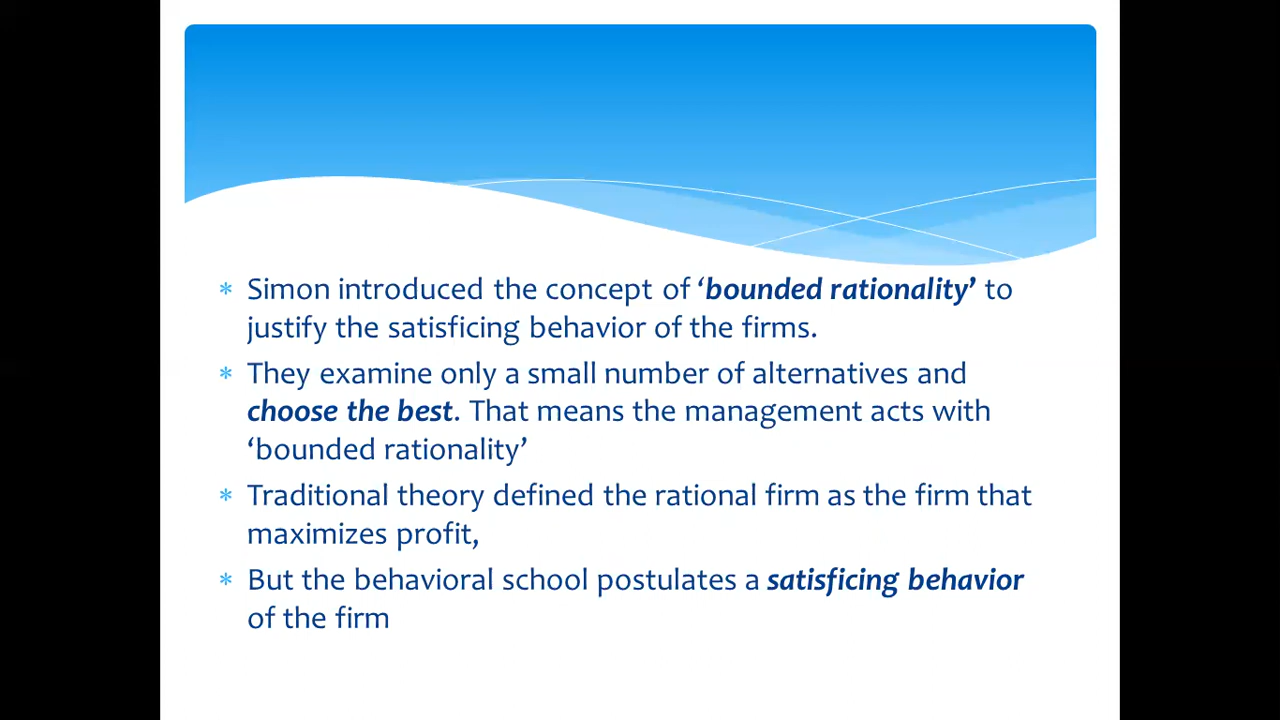 * Simon introduced the concept of ‘bounded rationality’ to
justify the satisficing behavior of the firms.
* They examine only a small number of alternatives and
choose the best. That means the management acts with
‘bounded rationality’
* Traditional theory defined the rational firm as the firm that
maximizes profit,
* But the behavioral school postulates a satisficing behavior
of the firm